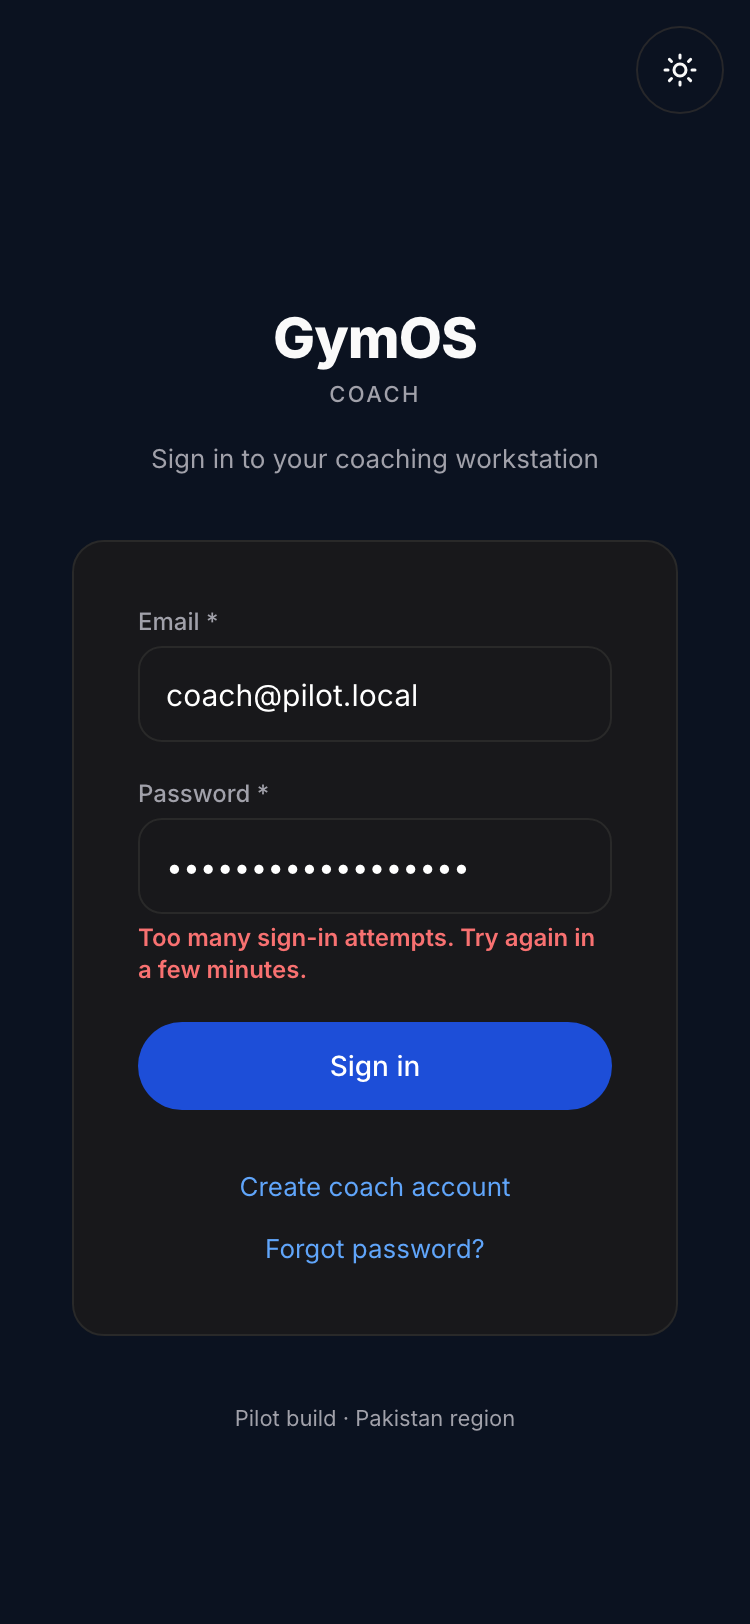 GymOS
COACH
Sign in to your coaching workstation
Email *
coach@pilot.local
Password *
••••••••••••••••••
Too many sign-in attempts. Try again in
a few minutes.
Sign in
Create coach account
Forgot password?
Pilot build · Pakistan region